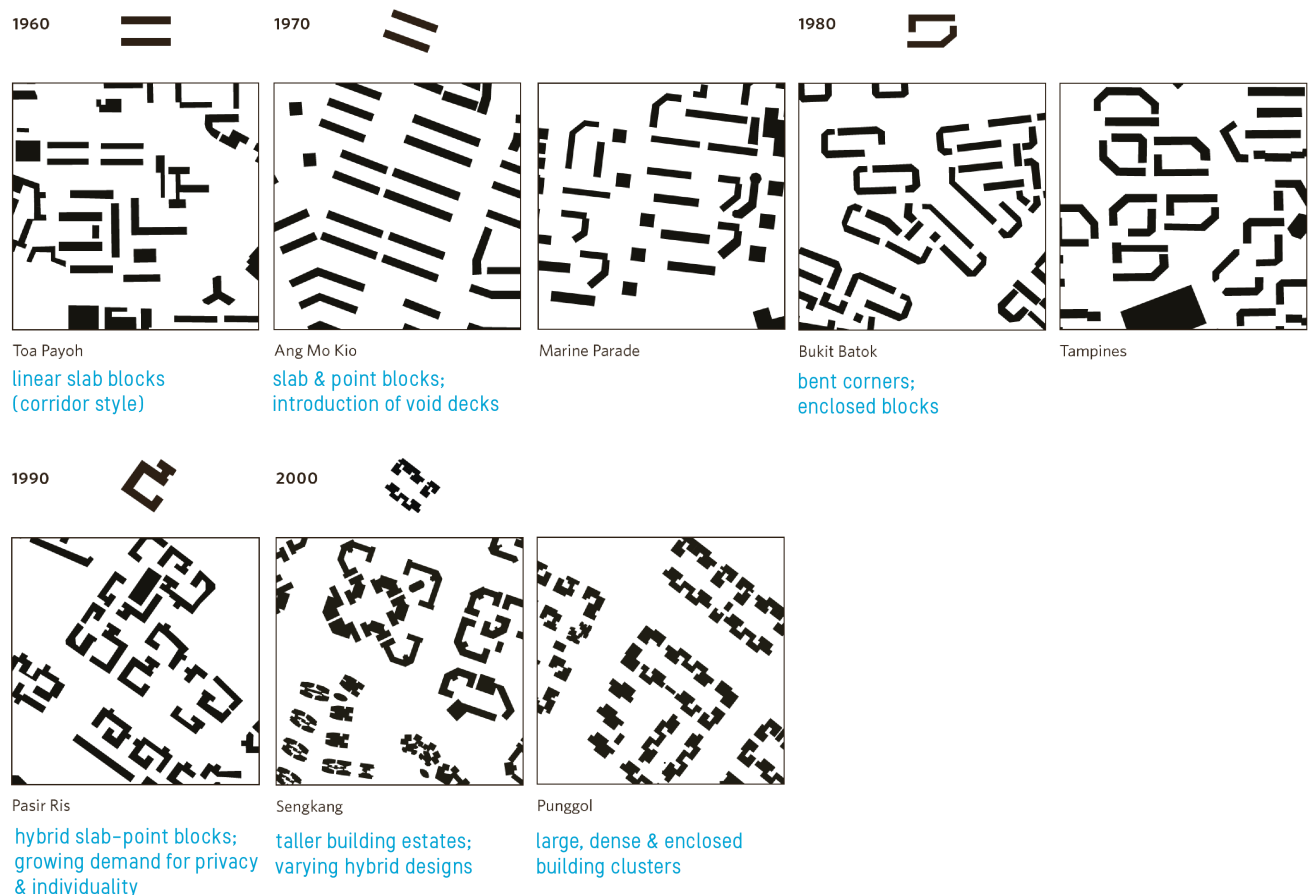 1960
1970
1980
Toa Payoh
linear slab blocks
(corridor style)
Ang Mo Kio
slab & point blocks;
introduction of void decks
Marine Parade
Bukit Batok
bent corners;
enclosed blocks
Tampines
1990
2000
Pasir Ris
hybrid slab-point blocks;
growing demand for privacy
& individuality
Sengkang
taller building estates;
varying hybrid designs
Punggol
large, dense & enclosed
building clusters